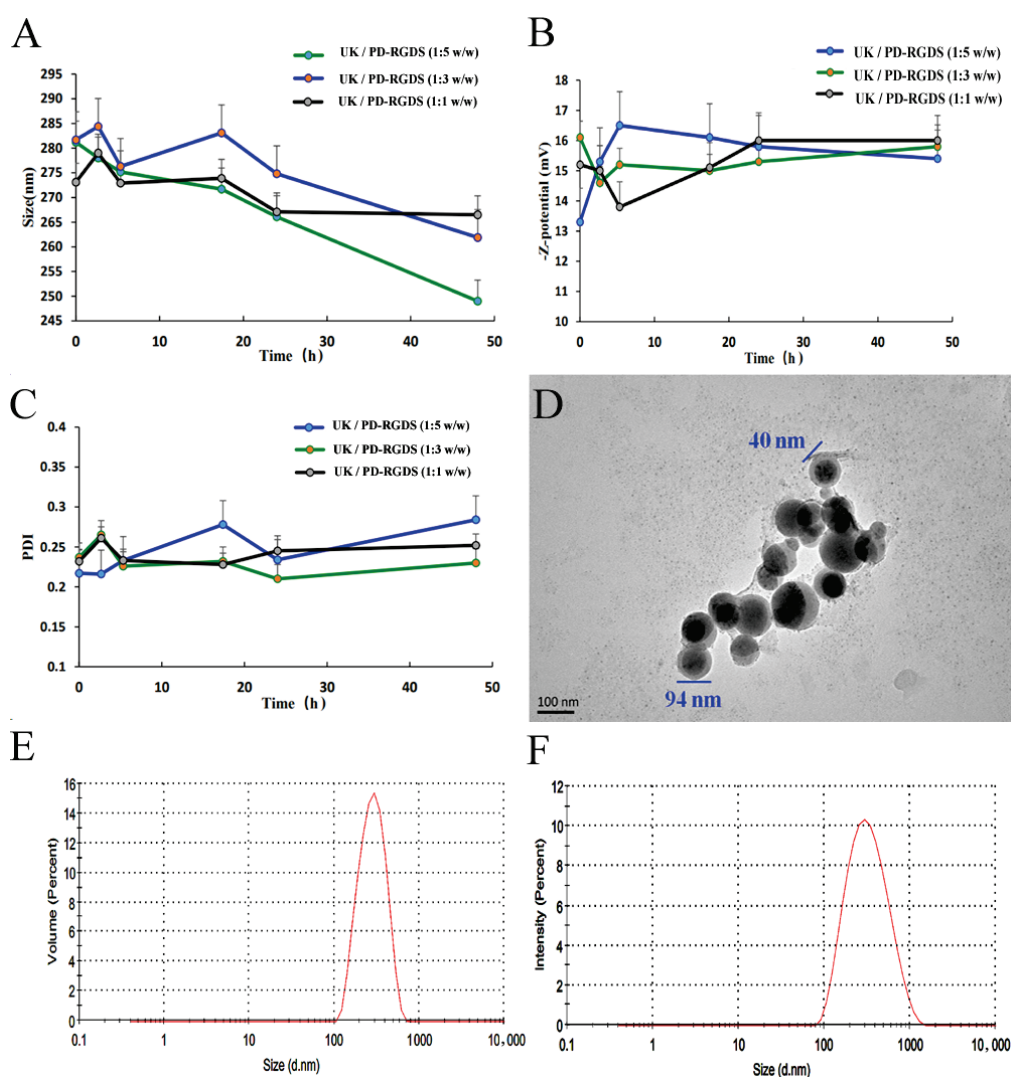 A
UK / PD-RGDS (1:5 w/w)
UK / PD-RGDS (1:3 w/w)
UK / PD-RGDS (1:1 w/w)
295
290
285
280
275
270
265
260
255
250
245
Size(nm)
0 10 20 30 40 50
Time (h)
B
UK / PD-RGDS (1:5 w/w)
UK / PD-RGDS (1:3 w/w)
UK / PD-RGDS (1:1 w/w)
18
17
16
15
14
13
12
11
10
-Z-potential (mV)
0 10 20 30 40 50
Time (h)
C
UK / PD-RGDS (1:5 w/w)
UK / PD-RGDS (1:3 w/w)
UK / PD-RGDS (1:1 w/w)
0.4
0.35
0.3
0.25
0.2
0.15
0.1
PDI
0 10 20 30 40 50
Time (h)
D
40 nm
94 nm
100 nm
E
16
14
12
10
8
6
4
2
0
Volume (Percent)
0.1 1 10 100 1000 10,000
Size (d.nm)
F
12
10
8
6
4
2
0
Intensity (Percent)
0.1 1 10 100 1000 10,000
Size (d.nm)